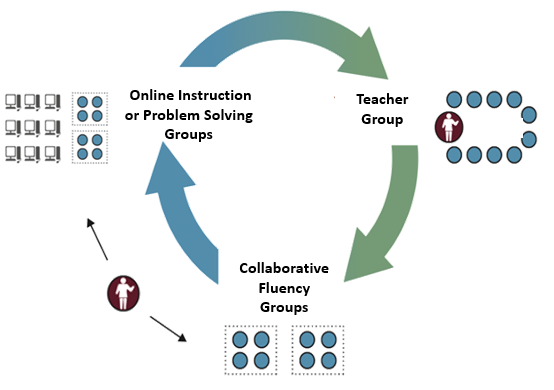 Online Instruction
or Problem Solving
Groups
Teacher
Group
Collaborative
Fluency
Groups